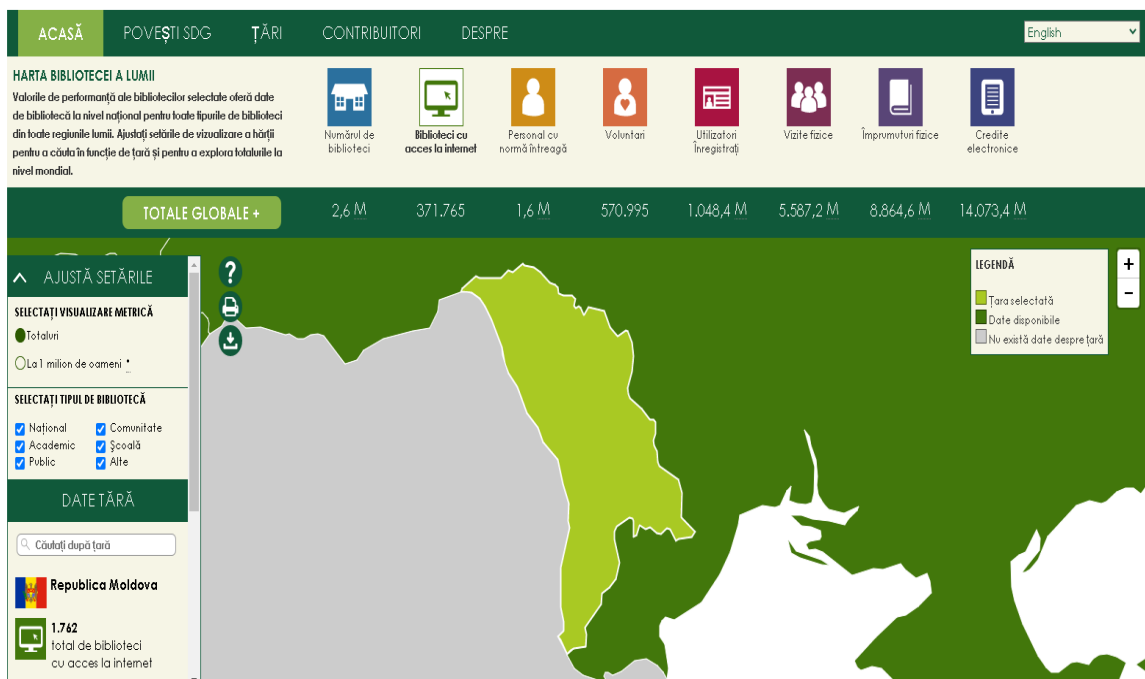 ACASĂ POVEȘTI SDG ȚĂRI CONTRIBUITORI DESPRE English
HARTA BIBLIOTECEI A LUMII
Valorile de performanță ale bibliotecilor selectate oferă date
de bibliotecă la nivel național pentru toate tipurile de biblioteci
din toate regiunile lumii. Ajustați setările de vizualizare a hărții
pentru a căuta în funcție de țară și pentru a explora totalurile la
nivel mondial.
Numărul de
biblioteci
Biblioteci cu
acces la internet
Personal cu
normă întreagă
Voluntari
Utilizatori
Înregistrați
Vizite fizice
Împrumuturi fizice
Credite
electronice
TOTALE GLOBALE + 2,6 M 371.765 1,6 M 570.995 1.048,4 M 5.587,2 M 8.864,6 M 14.073,4 M
AJUSTĂ SETĂRILE
SELECTAȚI VISUALIZARE METRICĂ
Totaluri
La 1 milion de oameni *
SELECTAȚI TIPUL DE BIBLIOTECĂ
Național Comunitate
Academic Școală
Public Alte
DATE TĂRĂ
Căutați după țară
Republica Moldova
1.762
total de biblioteci
cu acces la internet
?
LEGENDĂ
Țara selectată
Date disponibile
Nu există date despre țară
+
−